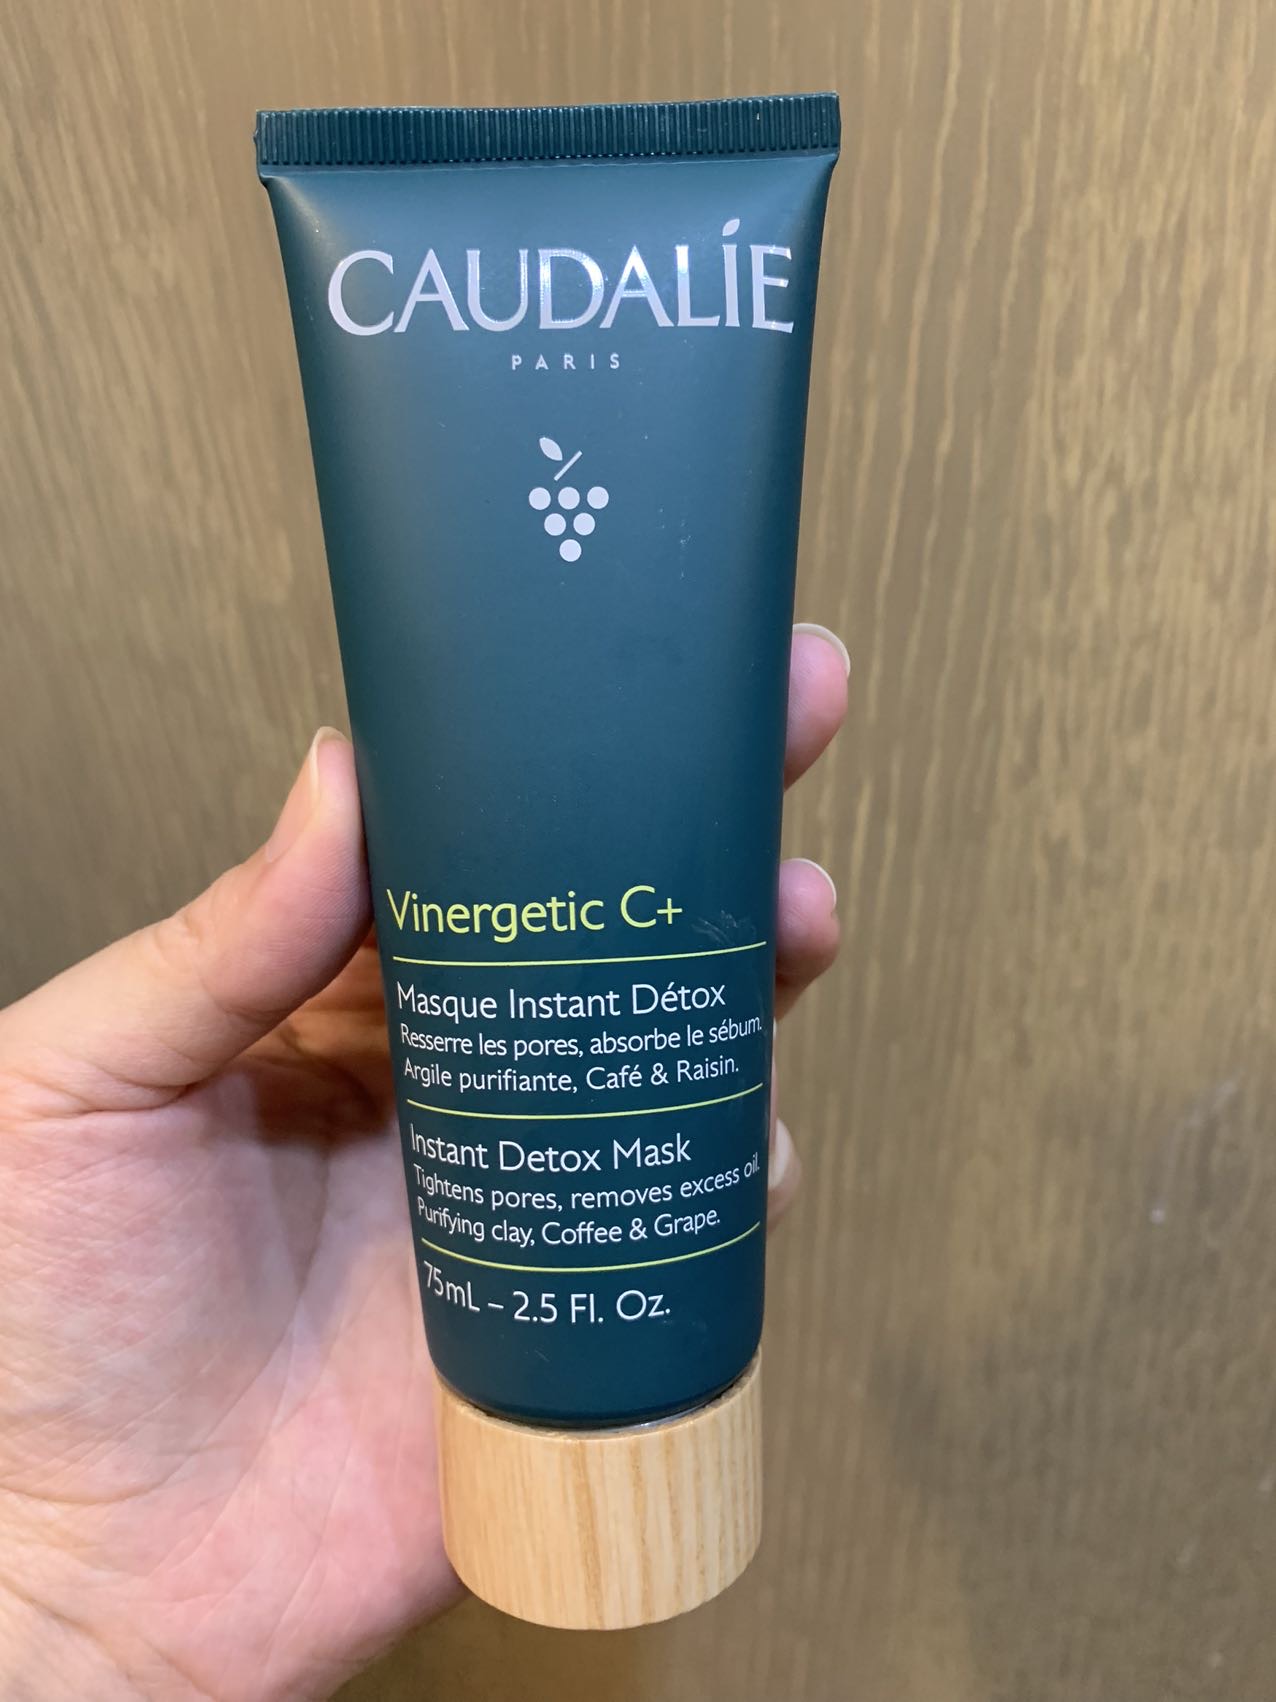 CAUDALÍE
PARIS
Vinergetic C+
Masque Instant Détox
Resserre les pores, absorbe le sébum.
Argile purifiante, Café & Raisin.
Instant Detox Mask
Tightens pores, removes excess oil.
Purifying clay, Coffee & Grape.
75mL – 2.5 Fl. Oz.